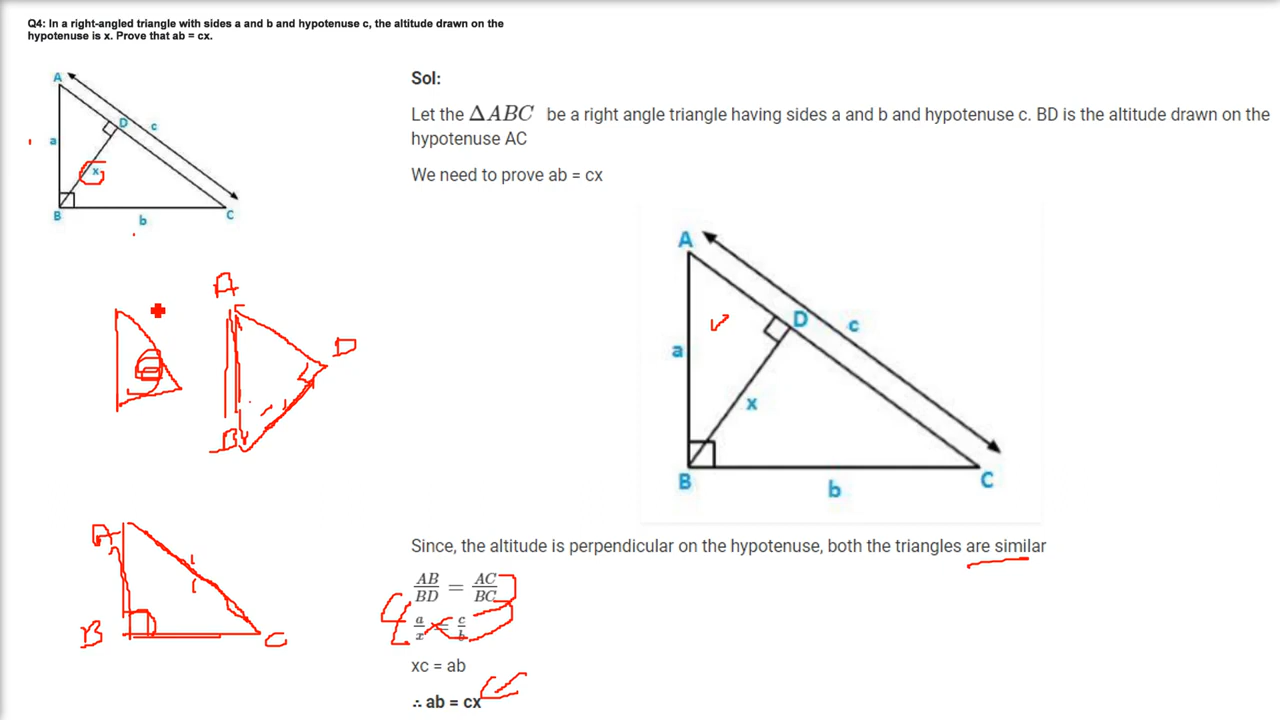 Q4: In a right-angled triangle with sides a and b and hypotenuse c, the altitude drawn on the
hypotenuse is x. Prove that ab = cx.
A
D
c
a
x
B
b
C
A
D
B
A
B
C
Sol:
Let the ΔABC be a right angle triangle having sides a and b and hypotenuse c. BD is the altitude drawn on the
hypotenuse AC
We need to prove ab = cx
A
D
c
a
x
B
b
C
Since, the altitude is perpendicular on the hypotenuse, both the triangles are similar
AB/BD = AC/BC
a/x = c/b
xc = ab
∴ ab = cx